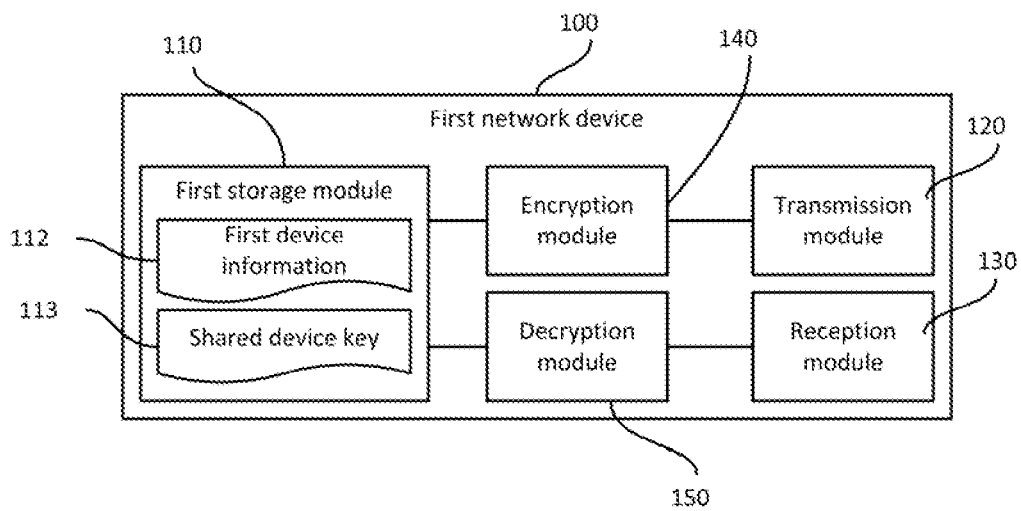 100
110
140
First network device
120
First storage module
Encryption
module
Transmission
module
112
First device
information
130
113
Shared device key
Decryption
module
Reception
module
150